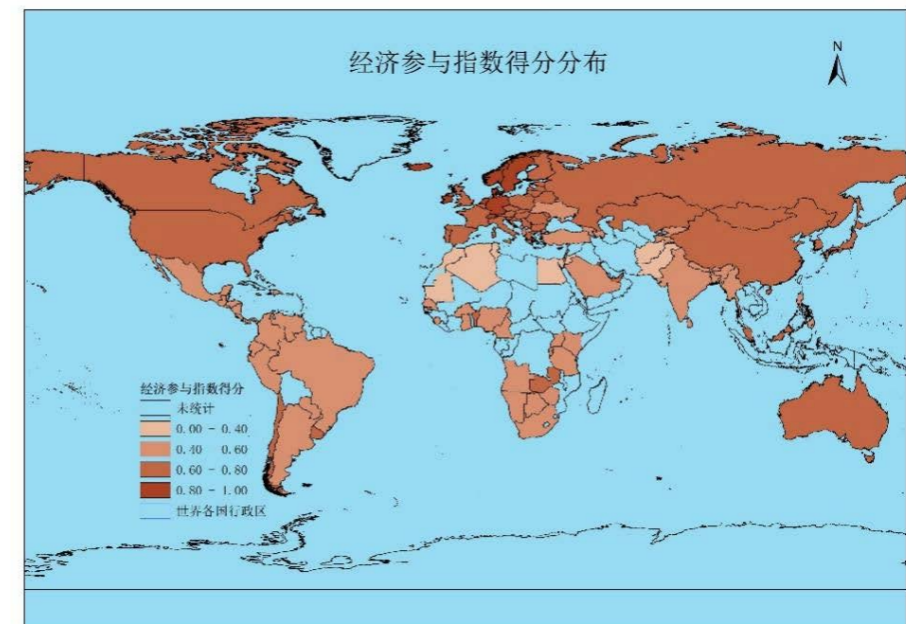 经济参与指数得分分布
N
经济参与指数得分
未统计
0.00 - 0.40
0.40 - 0.60
0.60 - 0.80
0.80 - 1.00
世界各国行政区